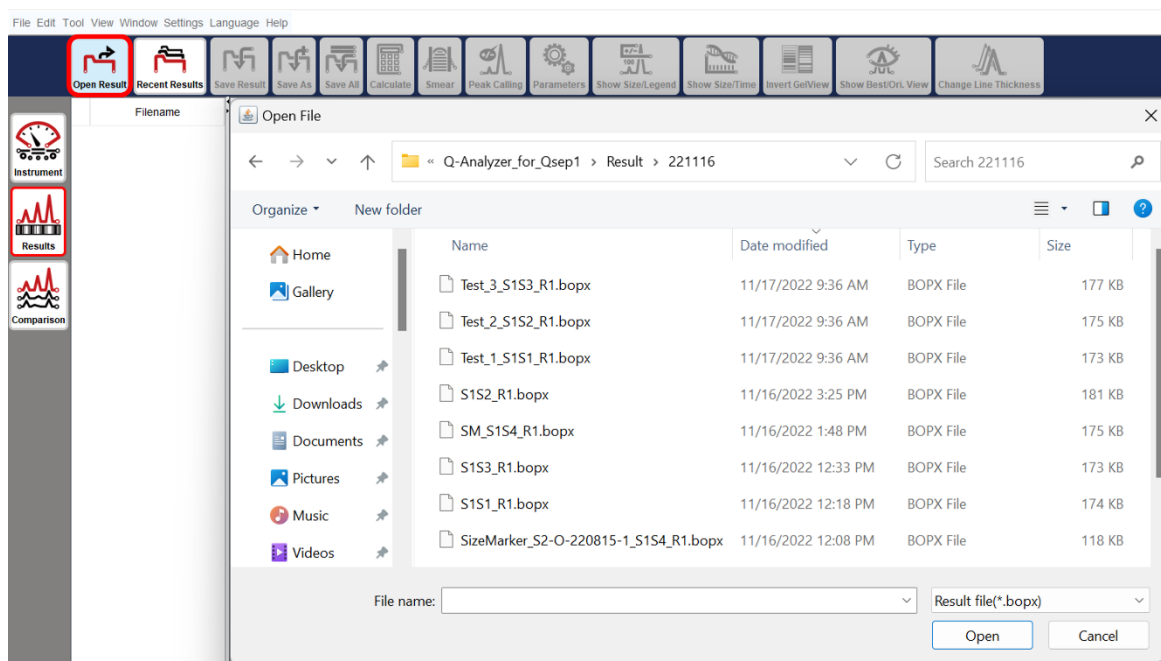 File Edit Tool View Window Settings Language Help
Open Result Recent Results Save Result Save As Save All Calculate Smear Peak Calling Parameters Show Size/Legend Show Size/Time Invert GelView Show Best/Ori. View Change Line Thickness
Filename
Instrument
Results
Comparison
Open File
« Q-Analyzer_for_Qsep1 > Result > 221116
Search 221116
Organize New folder
Home
Gallery
Desktop
Downloads
Documents
Pictures
Music
Videos
Name Date modified Type Size
Test_3_S1S3_R1.bopx 11/17/2022 9:36 AM BOPX File 177 KB
Test_2_S1S2_R1.bopx 11/17/2022 9:36 AM BOPX File 175 KB
Test_1_S1S1_R1.bopx 11/17/2022 9:36 AM BOPX File 173 KB
S1S2_R1.bopx 11/16/2022 3:25 PM BOPX File 181 KB
SM_S1S4_R1.bopx 11/16/2022 1:48 PM BOPX File 175 KB
S1S3_R1.bopx 11/16/2022 12:33 PM BOPX File 173 KB
S1S1_R1.bopx 11/16/2022 12:18 PM BOPX File 174 KB
SizeMarker_S2-O-220815-1_S1S4_R1.bopx 11/16/2022 12:08 PM BOPX File 118 KB
File name:
Result file(*.bopx)
Open Cancel